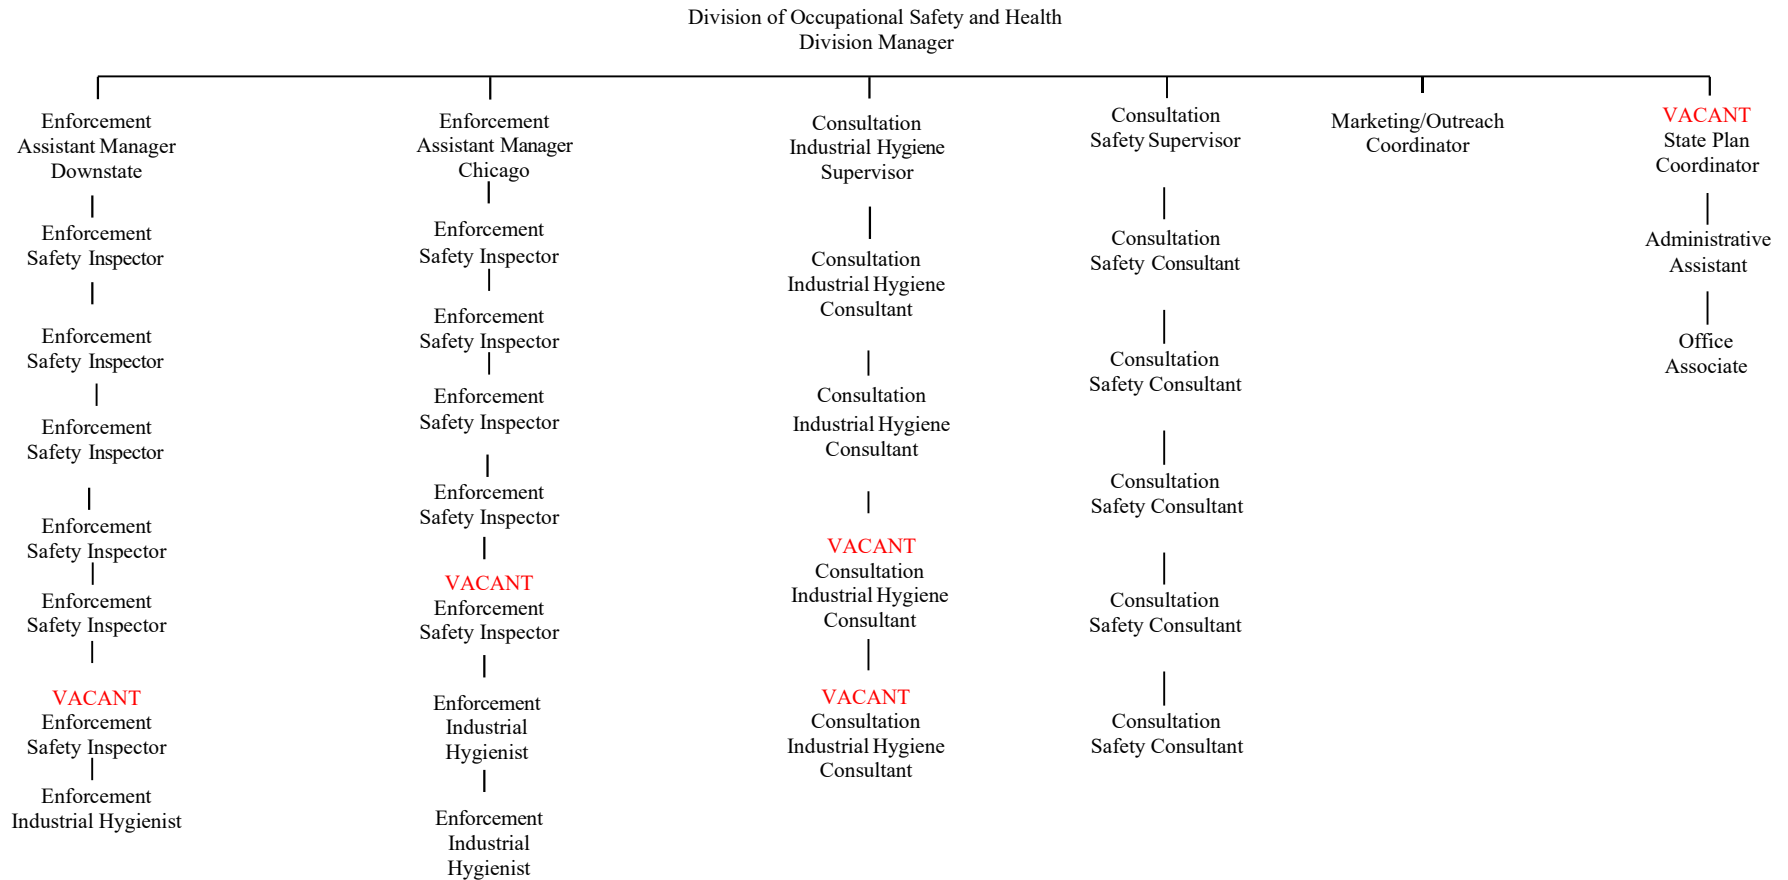 Division of Occupational Safety and Health
Division Manager
Enforcement
Assistant Manager
Downstate
Enforcement
Safety Inspector
Enforcement
Safety Inspector
Enforcement
Safety Inspector
Enforcement
Safety Inspector
Enforcement
Safety Inspector
VACANT
Enforcement
Safety Inspector
Enforcement
Industrial Hygienist
Enforcement
Assistant Manager
Chicago
Enforcement
Safety Inspector
Enforcement
Safety Inspector
Enforcement
Safety Inspector
Enforcement
Safety Inspector
VACANT
Enforcement
Safety Inspector
Enforcement
Industrial
Hygienist
Enforcement
Industrial
Hygienist
Consultation
Industrial Hygiene
Supervisor
Consultation
Industrial Hygiene
Consultant
Consultation
Industrial Hygiene
Consultant
VACANT
Consultation
Industrial Hygiene
Consultant
VACANT
Consultation
Industrial Hygiene
Consultant
Consultation
Safety Supervisor
Consultation
Safety Consultant
Consultation
Safety Consultant
Consultation
Safety Consultant
Consultation
Safety Consultant
Consultation
Safety Consultant
Marketing/Outreach
Coordinator
VACANT
State Plan
Coordinator
Administrative
Assistant
Office
Associate